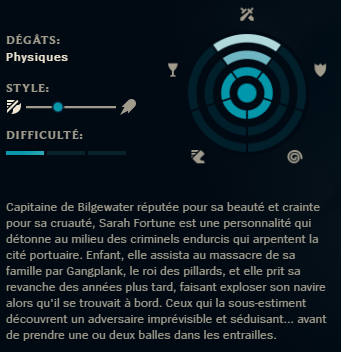 DÉGÂTS:
Physiques
STYLE:
DIFFICULTÉ:
Capitaine de Bilgewater réputée pour sa beauté et crainte
pour sa cruauté, Sarah Fortune est une personnalité qui
détonne au milieu des criminels endurcis qui arpentent la
cité portuaire. Enfant, elle assista au massacre de sa
famille par Gangplank, le roi des pillards, et elle prit sa
revanche des années plus tard, faisant exploser son navire
alors qu'il se trouvait à bord. Ceux qui la sous-estiment
découvrent un adversaire imprévisible et séduisant... avant
de prendre une ou deux balles dans les entrailles.